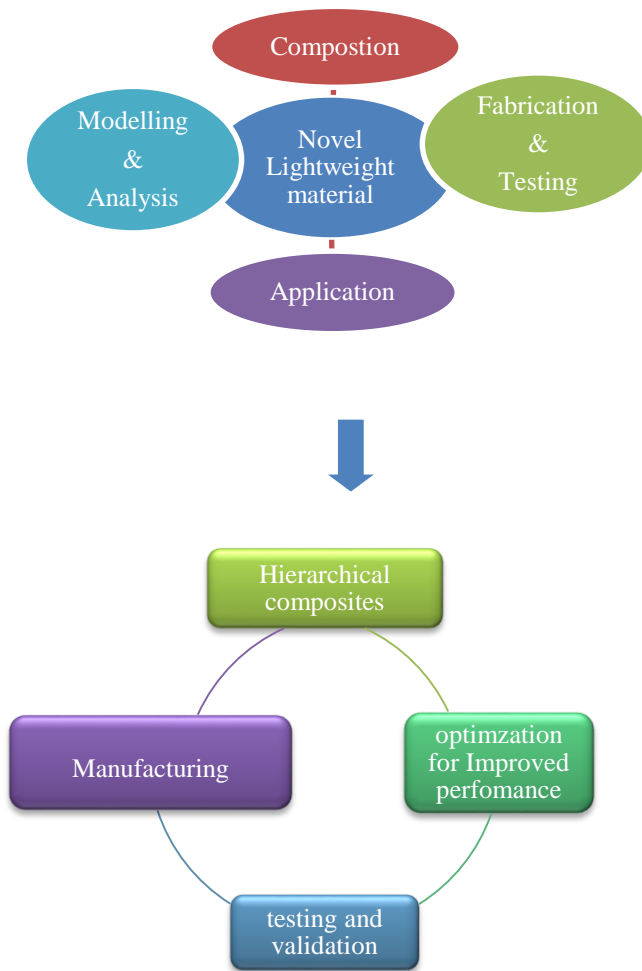 Compostion
Modelling
&
Analysis
Novel
Lightweight
material
Fabrication
&
Testing
Application
Hierarchical
composites
Manufacturing
optimzation
for Improved
perfomance
testing and
validation